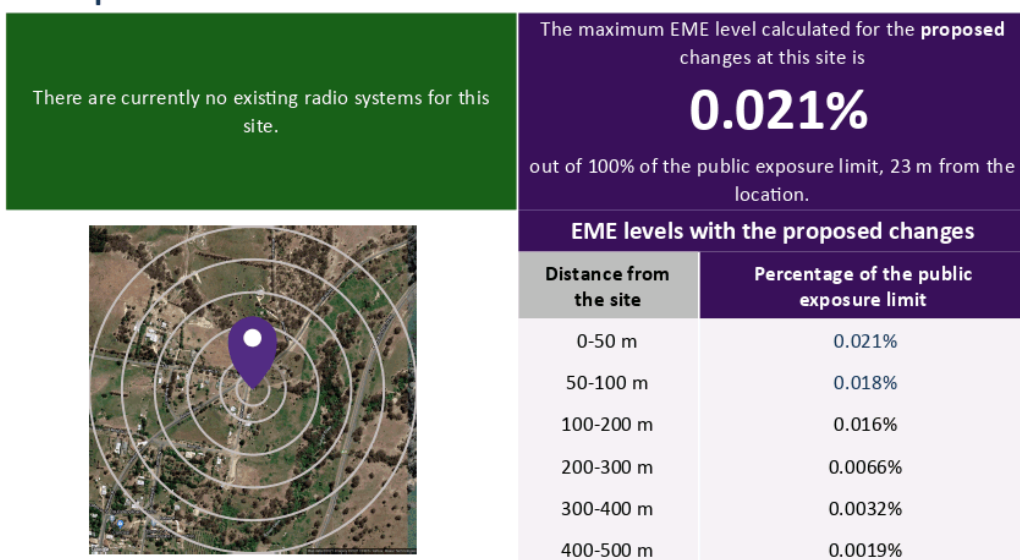 There are currently no existing radio systems for this
site.
The maximum EME level calculated for the proposed
changes at this site is
0.021%
out of 100% of the public exposure limit, 23 m from the
location.
EME levels with the proposed changes
Distance from
the site
Percentage of the public
exposure limit
0-50 m 0.021%
50-100 m 0.018%
100-200 m 0.016%
200-300 m 0.0066%
300-400 m 0.0032%
400-500 m 0.0019%